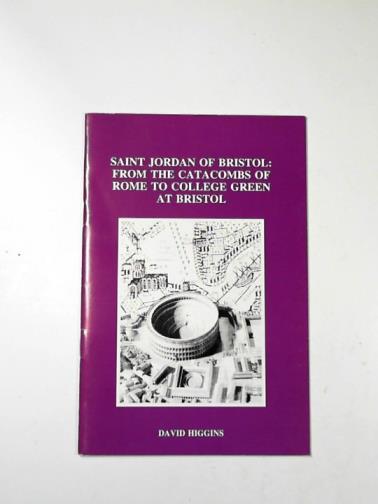 SAINT JORDAN OF BRISTOL:
FROM THE CATACOMBS OF
ROME TO COLLEGE GREEN
AT BRISTOL
DAVID HIGGINS